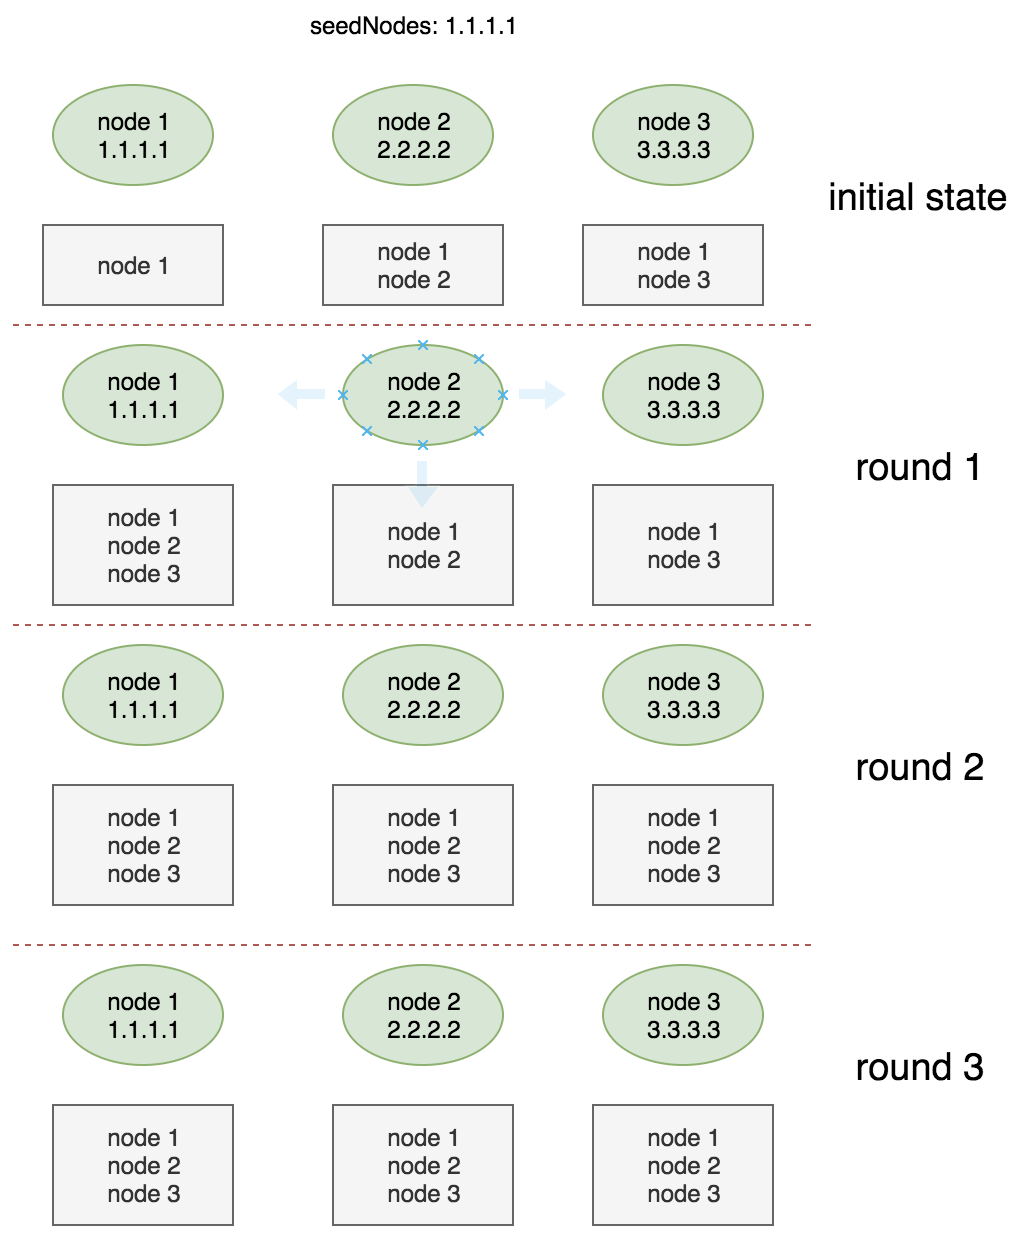 seedNodes: 1.1.1.1
node 1
1.1.1.1
node 2
2.2.2.2
node 3
3.3.3.3
initial state
node 1
node 1
node 2
node 1
node 3
node 1
1.1.1.1
node 2
2.2.2.2
node 3
3.3.3.3
round 1
node 1
node 2
node 3
node 1
node 2
node 1
node 3
node 1
1.1.1.1
node 2
2.2.2.2
node 3
3.3.3.3
round 2
node 1
node 2
node 3
node 1
node 2
node 3
node 1
node 2
node 3
node 1
1.1.1.1
node 2
2.2.2.2
node 3
3.3.3.3
round 3
node 1
node 2
node 3
node 1
node 2
node 3
node 1
node 2
node 3